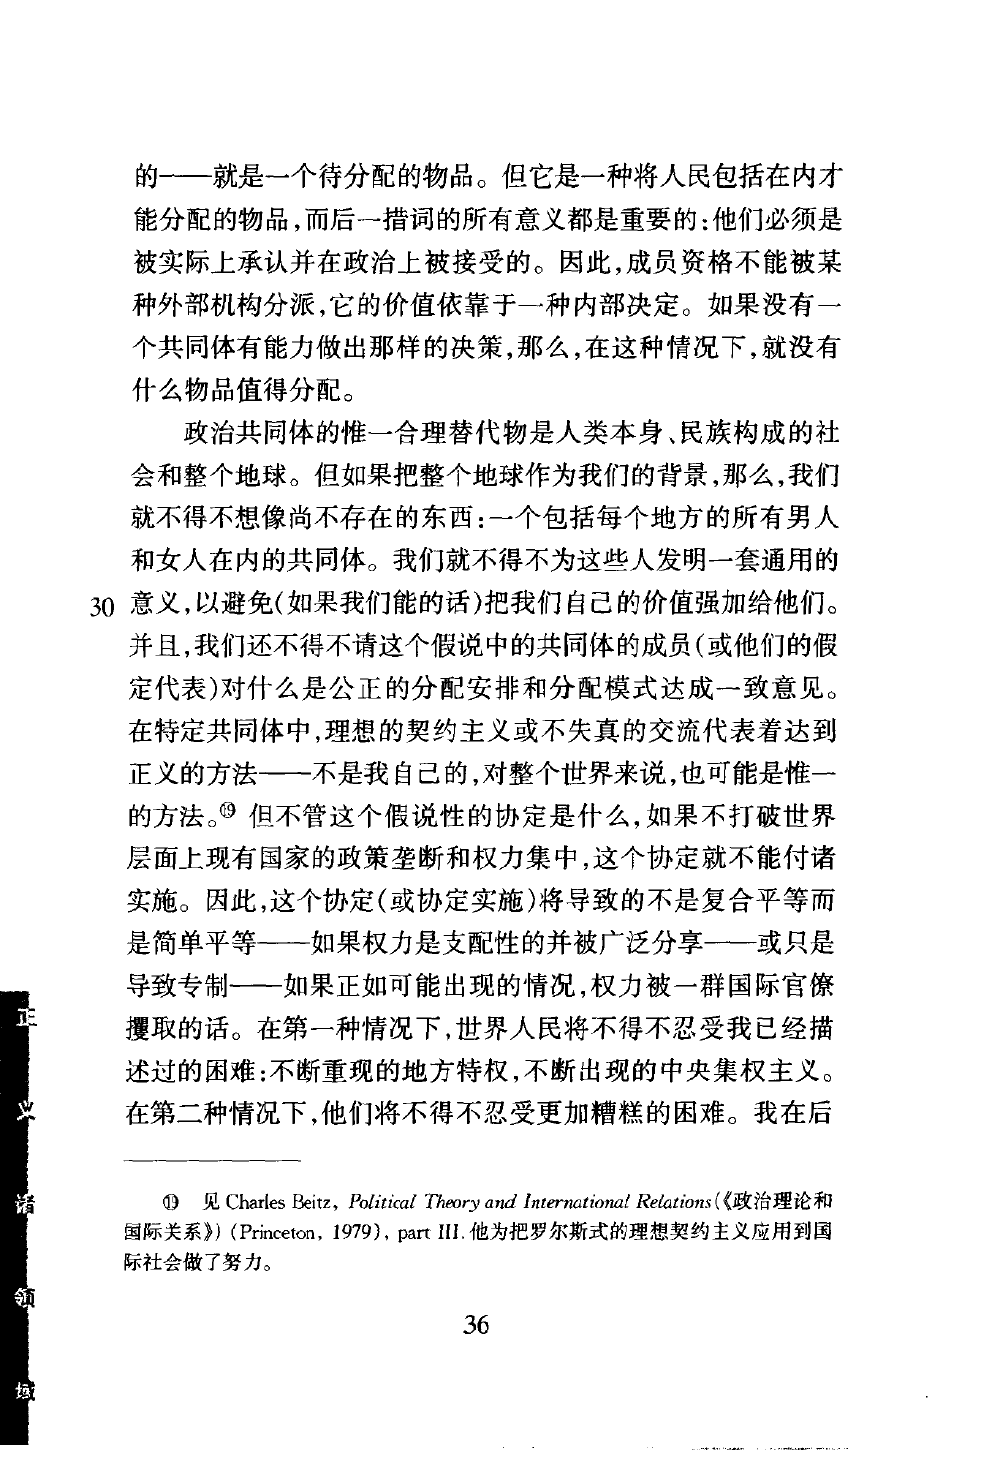 的——就是一个待分配的物品。但它是一种将人民包括在内才
能分配的物品,而后一措词的所有意义都是重要的:他们必须是
被实际上承认并在政治上被接受的。因此,成员资格不能被某
种外部机构分派,它的价值依靠于一种内部决定。如果没有一
个共同体有能力做出那样的决策,那么,在这种情况下,就没有
什么物品值得分配。
政治共同体的惟一合理替代物是人类本身、民族构成的社
会和整个地球。但如果把整个地球作为我们的背景,那么,我们
就不得不想像尚不存在的东西:一个包括每个地方的所有男人
和女人在内的共同体。我们就不得不为这些人发明一套通用的
30 意义,以避免(如果我们能的话)把我们自己的价值强加给他们。
并且,我们还不得不请这个假说中的共同体的成员(或他们的假
定代表)对什么是公正的分配安排和分配模式达成一致意见。
在特定共同体中,理想的契约主义或不失真的交流代表着达到
正义的方法——不是我自己的,对整个世界来说,也可能是惟一
的方法。⑲ 但不管这个假说性的协定是什么,如果不打破世界
层面上现有国家的政策垄断和权力集中,这个协定就不能付诸
实施。因此,这个协定(或协定实施)将导致的不是复合平等而
是简单平等——如果权力是支配性的并被广泛分享——或只是
导致专制——如果正如可能出现的情况,权力被一群国际官僚
攫取的话。在第一种情况下,世界人民将不得不忍受我已经描
述过的困难:不断重现的地方特权,不断出现的中央集权主义。
在第二种情况下,他们将不得不忍受更加糟糕的困难。我在后
⑲ 见 Charles Beitz, Political Theory and International Relations(《政治理论和
国际关系》) (Princeton, 1979), part III. 他为把罗尔斯式的理想契约主义应用到国
际社会做了努力。
36
正义诸领域